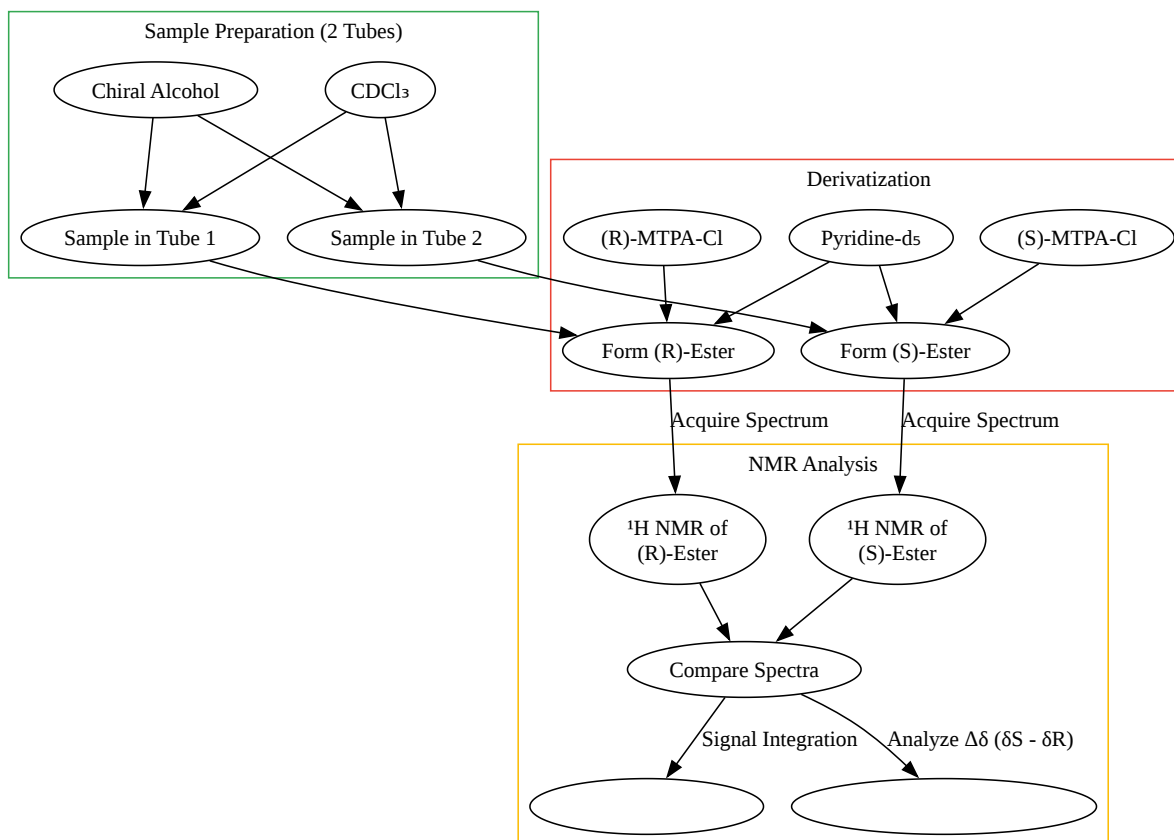 Sample Preparation (2 Tubes)
Chiral Alcohol
CDCl₃
Sample in Tube 1
Sample in Tube 2
Derivatization
(R)-MTPA-Cl
Pyridine-d₅
(S)-MTPA-Cl
Form (R)-Ester
Form (S)-Ester
Acquire Spectrum
Acquire Spectrum
NMR Analysis
¹H NMR of
(R)-Ester
¹H NMR of
(S)-Ester
Compare Spectra
Signal Integration
Analyze Δδ (δS - δR)